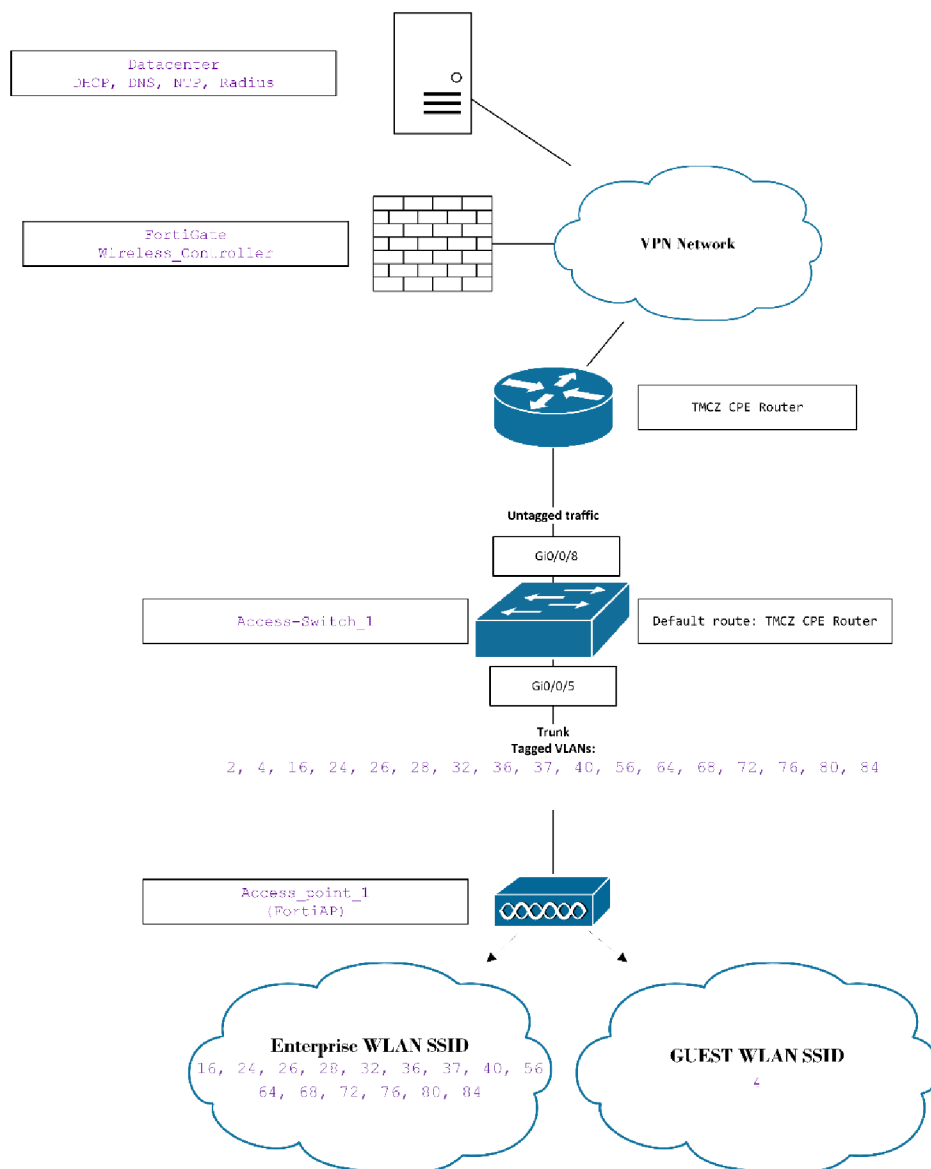 Datacenter
DHCP, DNS, NTP, Radius
FortiGate
Wireless_Controller
VPN Network
TMCZ CPE Router
Untagged traffic
Gi0/0/8
Access-Switch_1
Default route: TMCZ CPE Router
Gi0/0/5
Trunk
Tagged VLANs:
2, 4, 16, 24, 26, 28, 32, 36, 37, 40, 56, 64, 68, 72, 76, 80, 84
Access_point_1
(FortiAP)
Enterprise WLAN SSID
16, 24, 26, 28, 32, 36, 37, 40, 56
64, 68, 72, 76, 80, 84
GUEST WLAN SSID
4